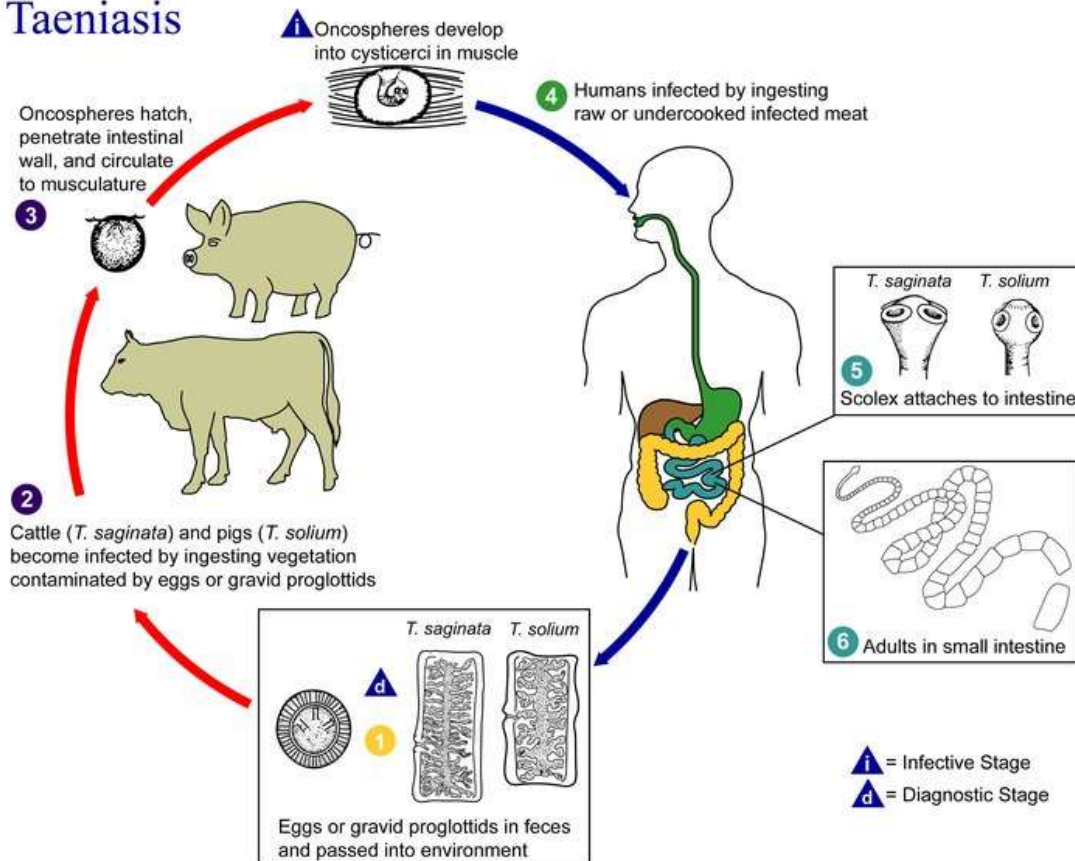 Taeniasis
i Oncospheres develop
into cysticerci in muscle
4 Humans infected by ingesting
raw or undercooked infected meat
Oncospheres hatch,
penetrate intestinal
wall, and circulate
to musculature
3
T. saginata T. solium
5
Scolex attaches to intestine
2
Cattle (T. saginata) and pigs (T. solium)
become infected by ingesting vegetation
contaminated by eggs or gravid proglottids
6 Adults in small intestine
T. saginata T. solium
d
1
Eggs or gravid proglottids in feces
and passed into environment
i = Infective Stage
d = Diagnostic Stage